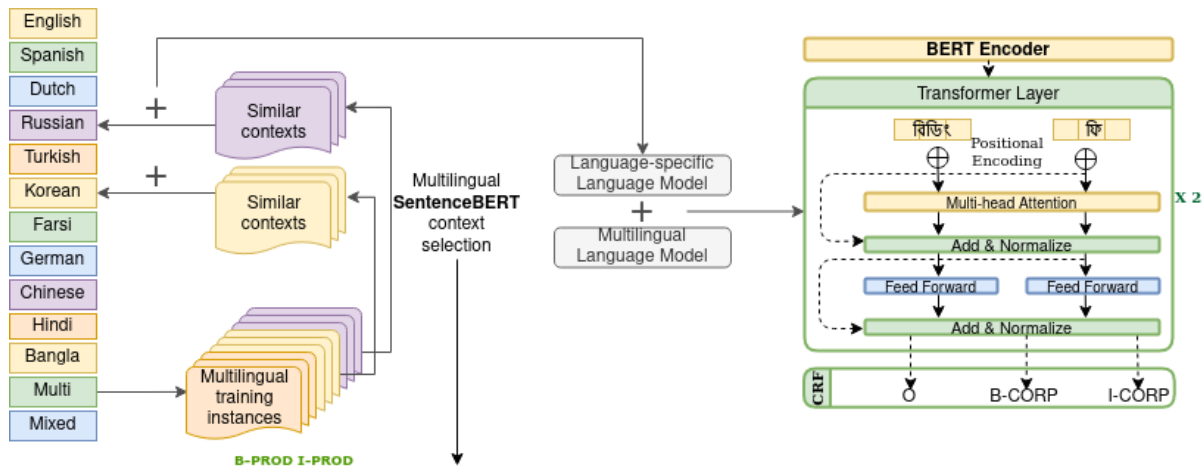 English
Spanish
Dutch
Russian
Turkish
Korean
Farsi
German
Chinese
Hindi
Bangla
Multi
Mixed
+
Similar
contexts
+
Similar
contexts
Multilingual
training
instances
B-PROD I-PROD
Multilingual
SentenceBERT
context
selection
Language-specific
Language Model
+
Multilingual
Language Model
BERT Encoder
Transformer Layer
রিডিং
ফি
Positional
Encoding
Multi-head Attention
X 2
Add & Normalize
Feed Forward
Feed Forward
Add & Normalize
CRF
O
B-CORP
I-CORP